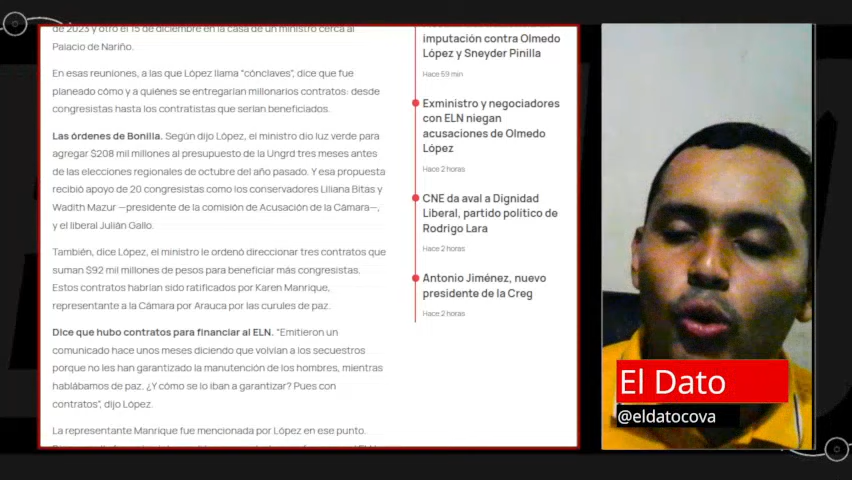 de 2023 y otro el 15 de diciembre en la casa de un ministro cerca al
Palacio de Nariño.
En esas reuniones, a las que López llama “cónclaves”, dice que fue
planeado cómo y a quiénes se entregarían millonarios contratos: desde
congresistas hasta los contratistas que serían beneficiados.
Las órdenes de Bonilla. Según dijo López, el ministro dio luz verde para
agregar $208 mil millones al presupuesto de la Ungrd tres meses antes
de las elecciones regionales de octubre del año pasado. Y esa propuesta
recibió apoyo de 20 congresistas como los conservadores Liliana Bitas y
Wadith Mazur —presidente de la comisión de Acusación de la Cámara—,
y el liberal Julián Gallo.
También, dice López, el ministro le ordenó direccionar tres contratos que
suman $92 mil millones de pesos para beneficiar más congresistas.
Estos contratos habrían sido ratificados por Karen Manrique,
representante a la Cámara por Arauca por las curules de paz.
Dice que hubo contratos para financiar al ELN. “Emitieron un
comunicado hace unos meses diciendo que volvían a los secuestros
porque no les han garantizado la manutención de los hombres, mientras
hablábamos de paz. ¿Y cómo se lo iban a garantizar? Pues con
contratos”, dijo López.
La representante Manrique fue mencionada por López en ese punto.
imputación contra Olmedo
López y Sneyder Pinilla
Hace 59 min
Exministro y negociadores
con ELN niegan
acusaciones de Olmedo
López
Hace 2 horas
CNE da aval a Dignidad
Liberal, partido político de
Rodrigo Lara
Hace 2 horas
Antonio Jiménez, nuevo
presidente de la Creg
Hace 2 horas
El Dato
@eldatocova